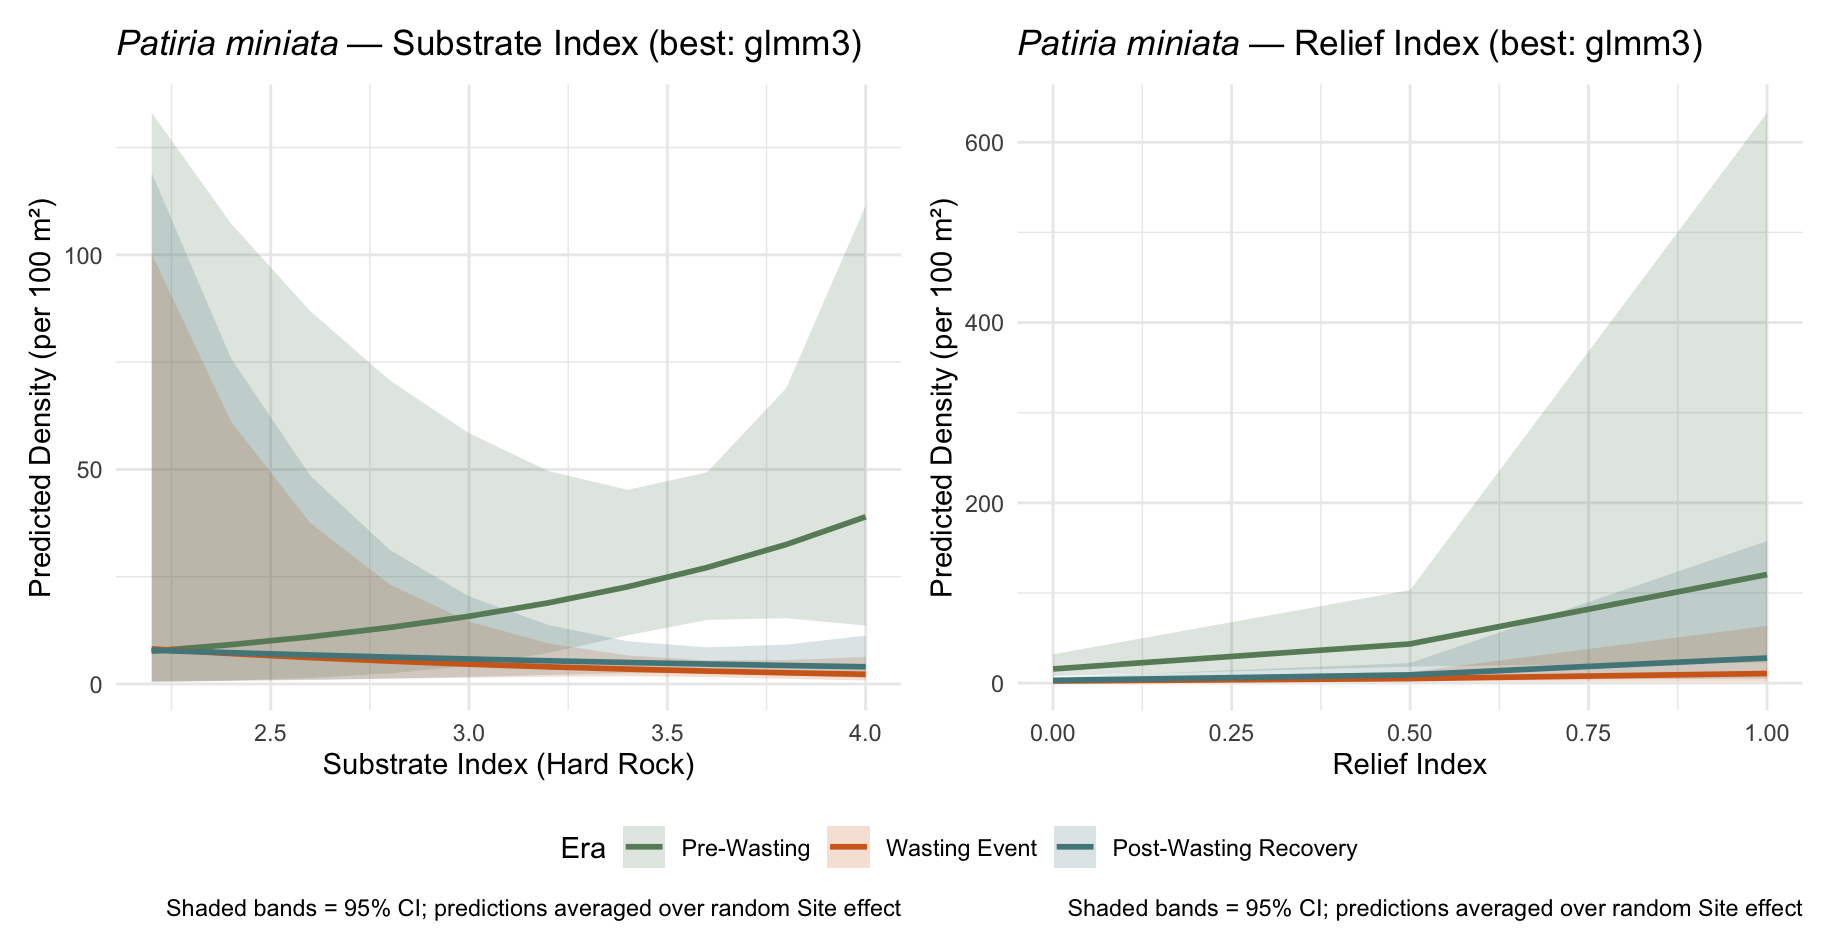 Patiria miniata — Substrate Index (best: glmm3)
Predicted Density (per 100 m²)
100
50
0
2.5 3.0 3.5 4.0
Substrate Index (Hard Rock)
Patiria miniata — Relief Index (best: glmm3)
Predicted Density (per 100 m²)
600
400
200
0
0.00 0.25 0.50 0.75 1.00
Relief Index
Era Pre-Wasting Wasting Event Post-Wasting Recovery
Shaded bands = 95% CI; predictions averaged over random Site effect
Shaded bands = 95% CI; predictions averaged over random Site effect